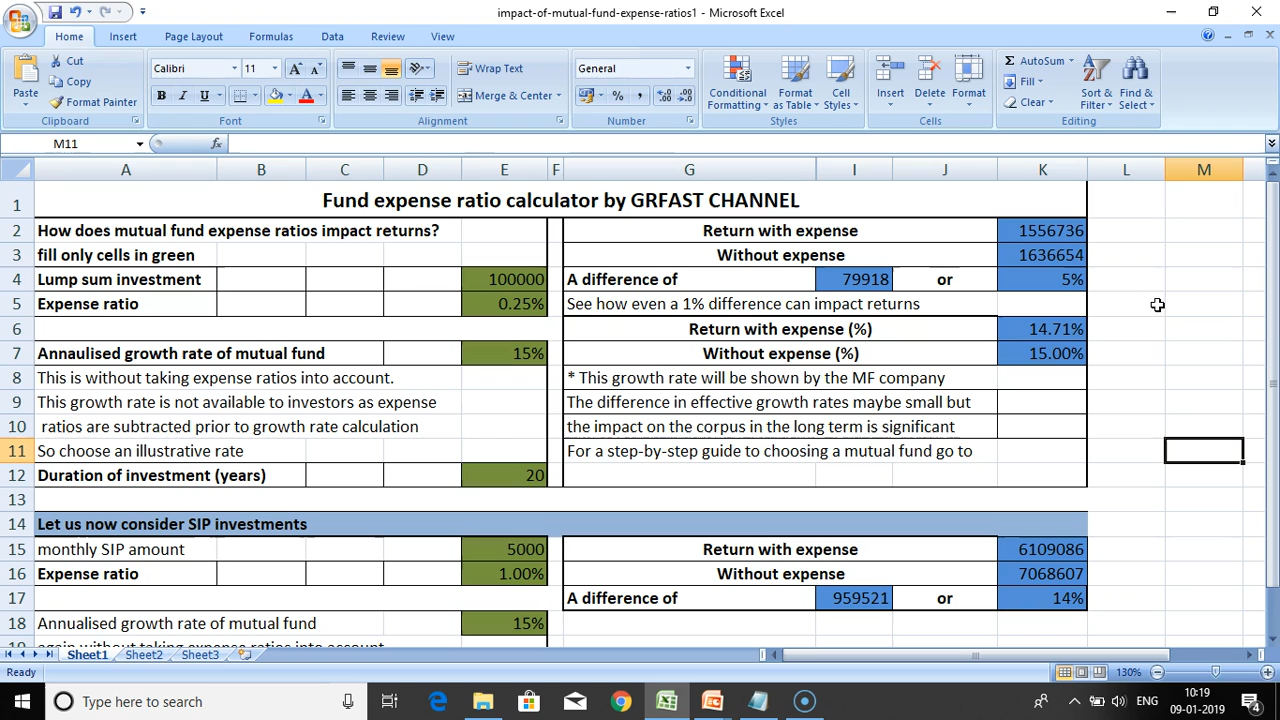 impact-of-mutual-fund-expense-ratios1 - Microsoft Excel
Home Insert Page Layout Formulas Data Review View
Paste
Cut
Copy
Format Painter
Clipboard
Calibri 11
B I U
Font
Wrap Text
Merge & Center
Alignment
General
Number
Conditional Formatting
Format as Table
Cell Styles
Styles
Insert Delete Format
Cells
Σ AutoSum
Fill
Clear
Sort & Filter
Find & Select
Editing
M11 fx
A B C D E F G I J K L M
1 Fund expense ratio calculator by GRFAST CHANNEL
2 How does mutual fund expense ratios impact returns? Return with expense 1556736
3 fill only cells in green Without expense 1636654
4 Lump sum investment 100000 A difference of 79918 or 5%
5 Expense ratio 0.25% See how even a 1% difference can impact returns
6 Return with expense (%) 14.71%
7 Annaulised growth rate of mutual fund 15% Without expense (%) 15.00%
8 This is without taking expense ratios into account. * This growth rate will be shown by the MF company
9 This growth rate is not available to investors as expense The difference in effective growth rates maybe small but
10 ratios are subtracted prior to growth rate calculation the impact on the corpus in the long term is significant
11 So choose an illustrative rate For a step-by-step guide to choosing a mutual fund go to
12 Duration of investment (years) 20
13
14 Let us now consider SIP investments
15 monthly SIP amount 5000 Return with expense 6109086
16 Expense ratio 1.00% Without expense 7068607
17 A difference of 959521 or 14%
18 Annualised growth rate of mutual fund 15%
19 again without taking expense ratios into account
Sheet1 Sheet2 Sheet3
Ready 130%
Type here to search
ENG
10:19
09-01-2019
4